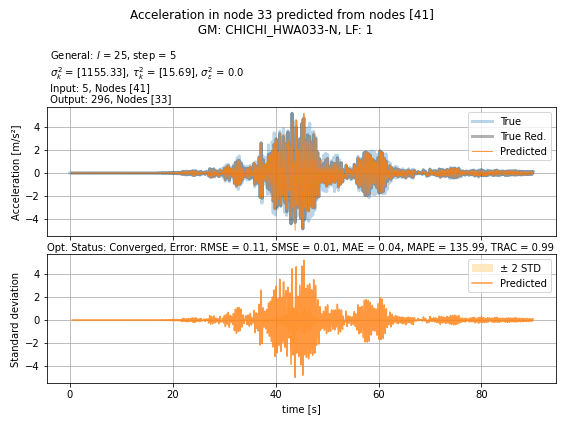 Acceleration in node 33 predicted from nodes [41]
GM: CHICHI_HWA033-N, LF: 1
General: l = 25, step = 5
σ²ₖ = [1155.33], τ²ₖ = [15.69], σ²ε = 0.0
Input: 5, Nodes [41]
Output: 296, Nodes [33]
Acceleration [m/s²]
4
2
0
−2
−4
True
True Red.
Predicted
Opt. Status: Converged, Error: RMSE = 0.11, SMSE = 0.01, MAE = 0.04, MAPE = 135.99, TRAC = 0.99
Standard deviation
4
2
0
−2
−4
± 2 STD
Predicted
0 20 40 60 80
time [s]